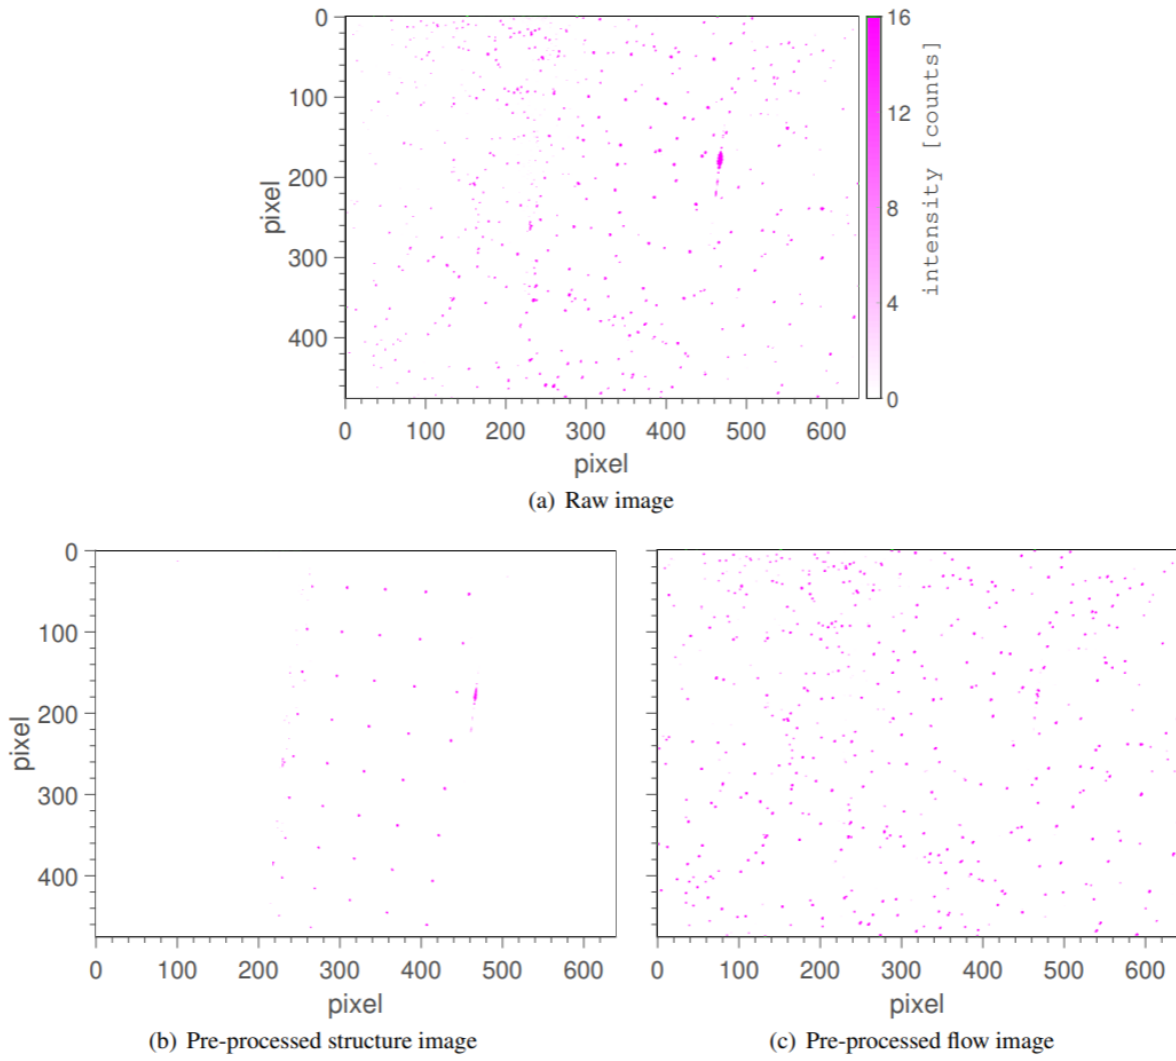 0
100
200
300
400
pixel
0 100 200 300 400 500 600
pixel
16
12
8
4
0
intensity [counts]
(a) Raw image
0
100
200
300
400
pixel
0 100 200 300 400 500 600
pixel
(b) Pre-processed structure image
0 100 200 300 400 500 600
pixel
(c) Pre-processed flow image